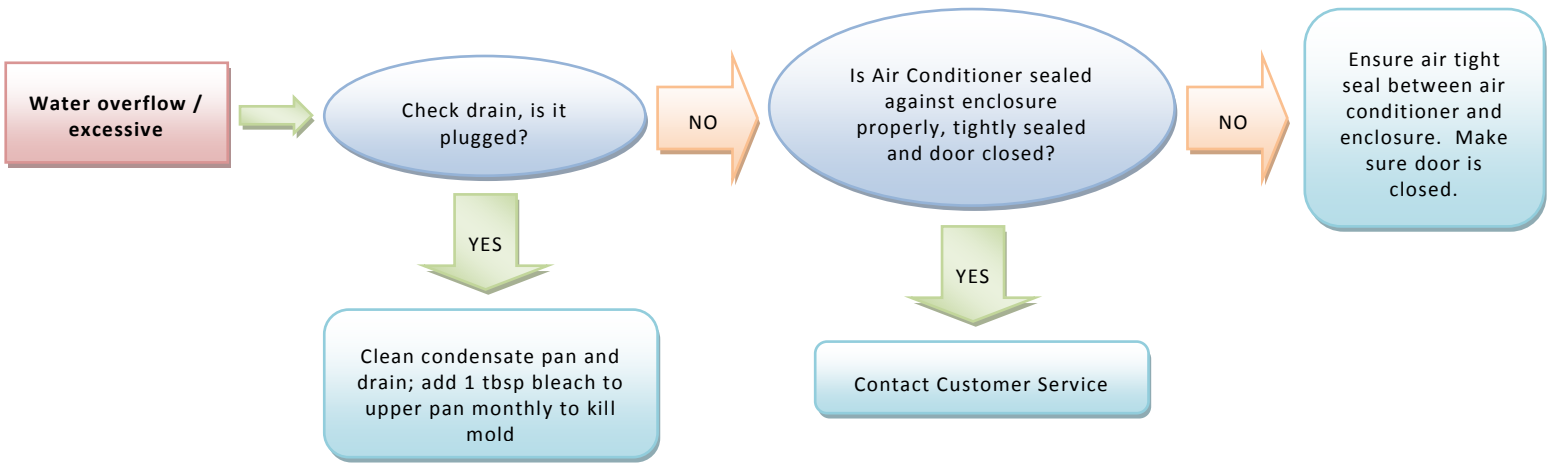 Water overflow /
excessive
Check drain, is it
plugged?
NO
Is Air Conditioner sealed
against enclosure
properly, tightly sealed
and door closed?
NO
Ensure air tight
seal between air
conditioner and
enclosure.  Make
sure door is
closed.
YES
Clean condensate pan and
drain; add 1 tbsp bleach to
upper pan monthly to kill
mold
YES
Contact Customer Service